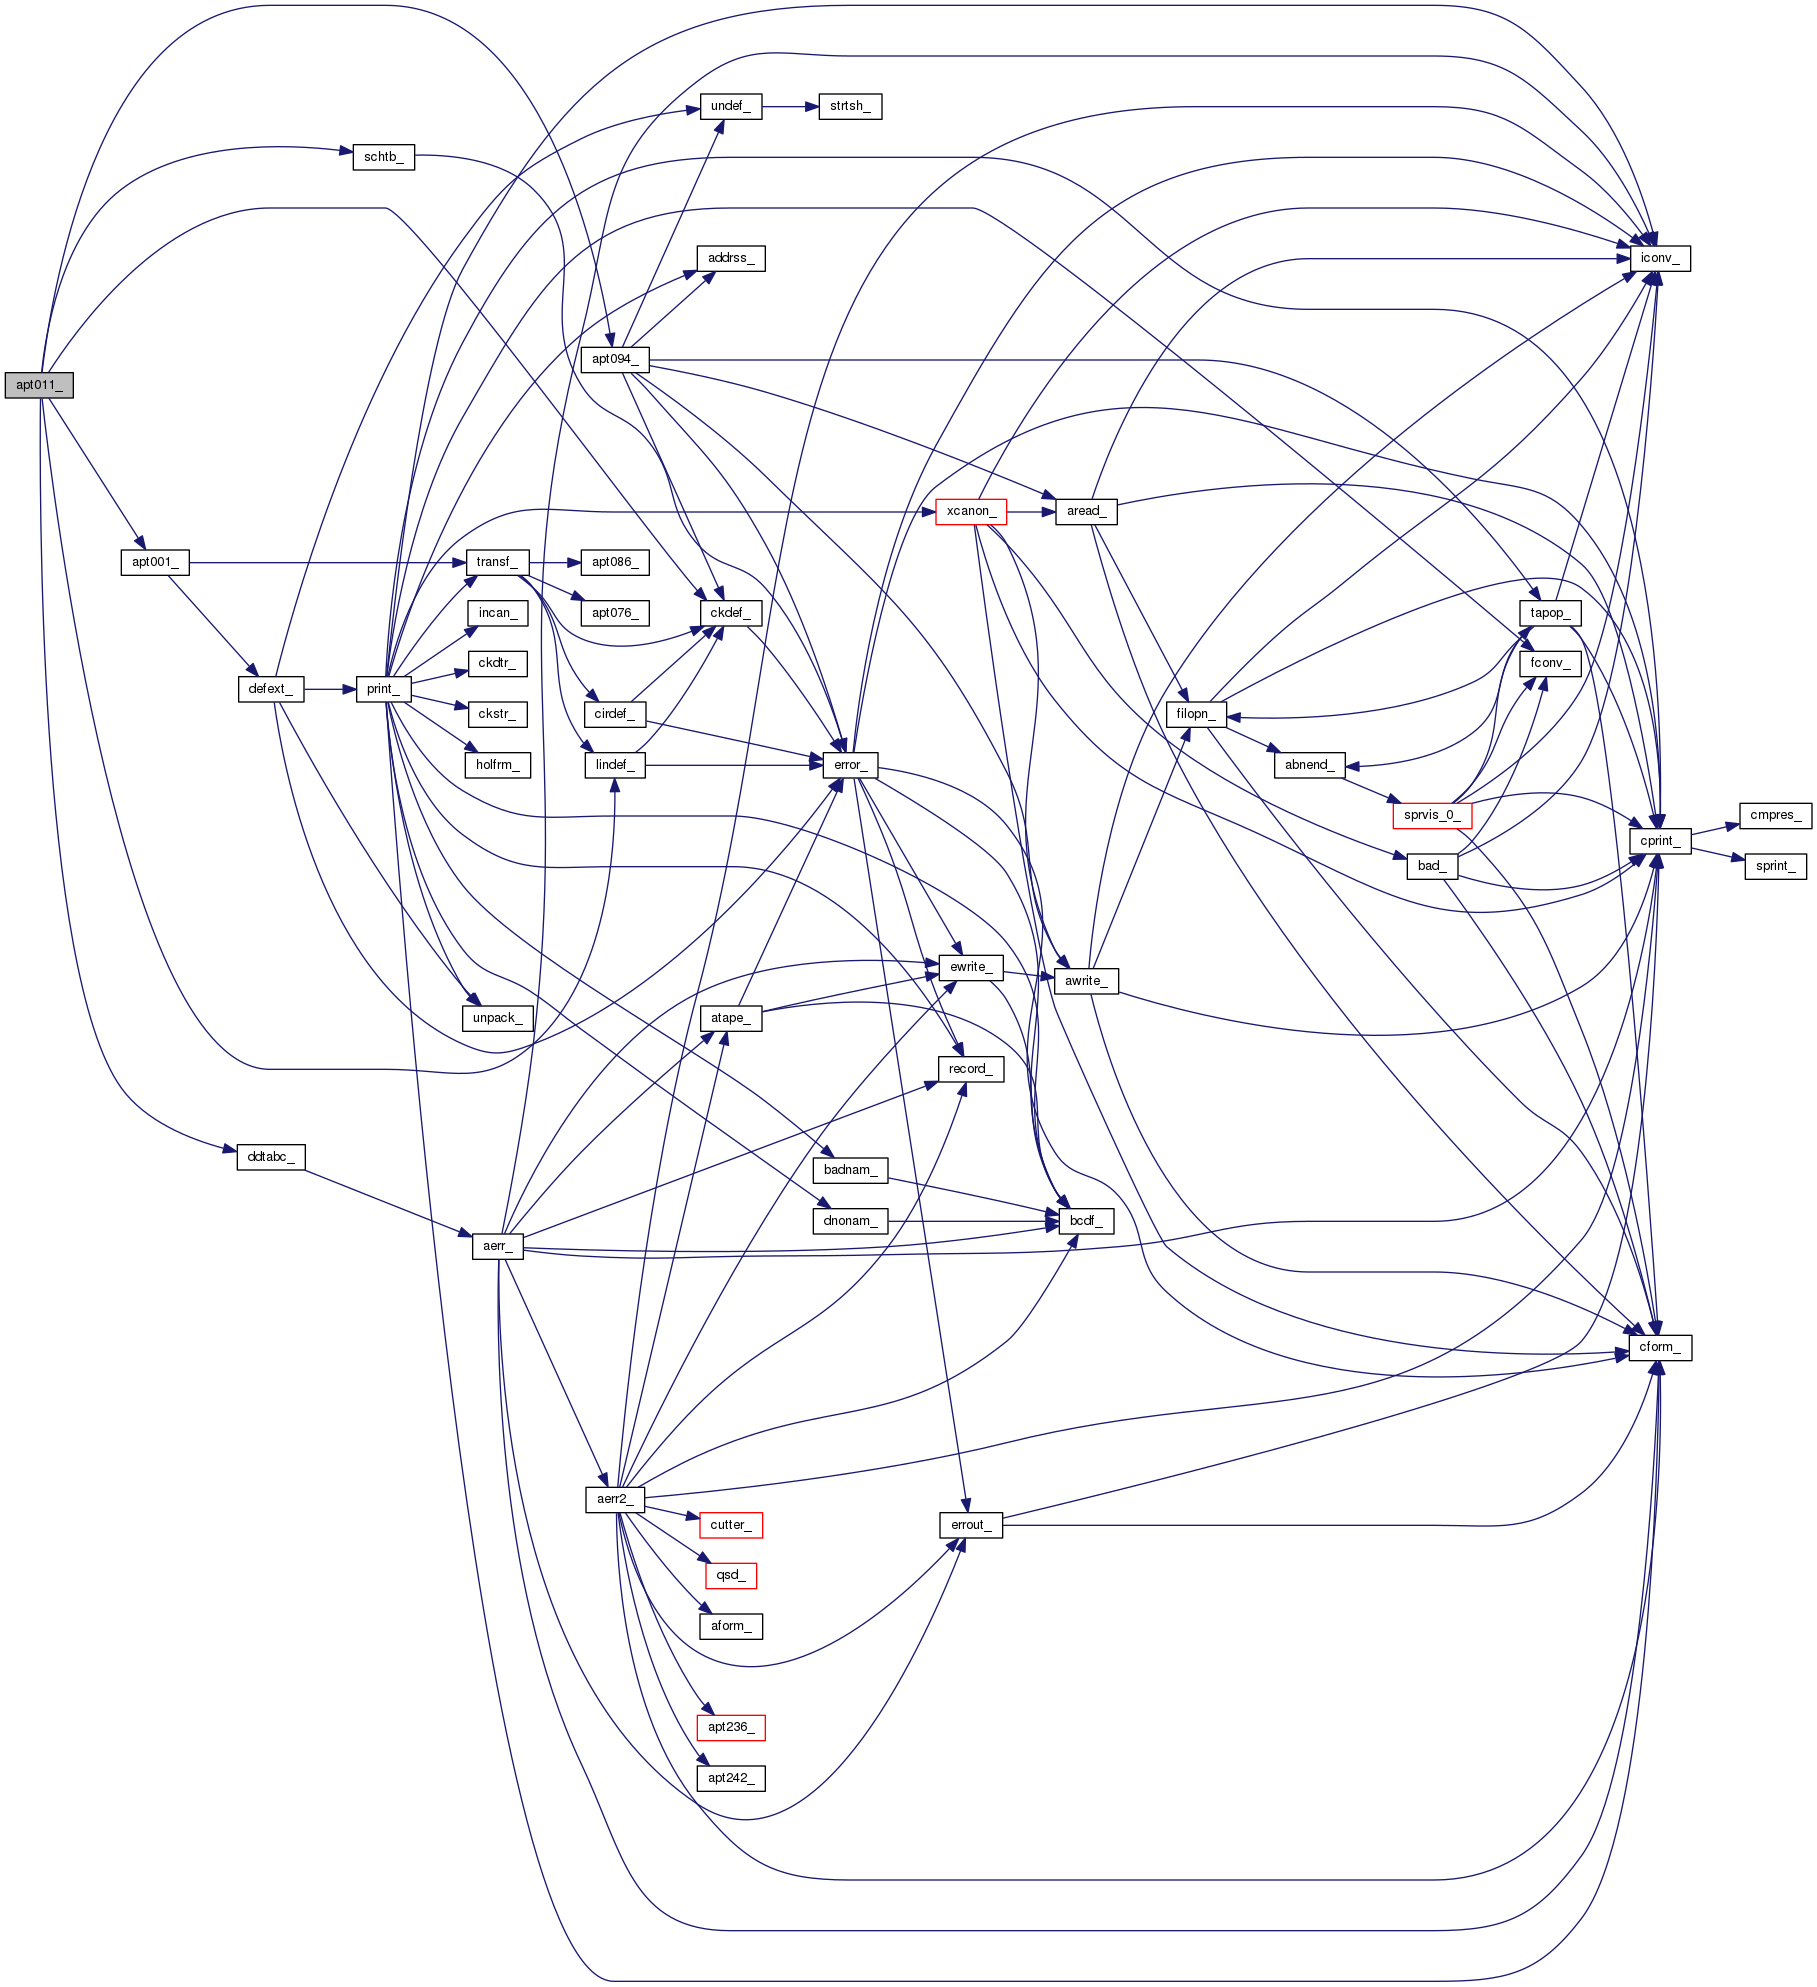 undef_
strtsh_
schtb_
addrss_
iconv_
apt094_
apt011_
xcanon_
aread_
apt001_
transf_
apt086_
incan_
apt076_
ckdef_
tapop_
ckdtr_
fconv_
defext_
print_
ckstr_
cirdef_
filopn_
holfrm_
lindef_
error_
abnend_
sprvis_0_
cmpres_
cprint_
bad_
sprint_
ewrite_
awrite_
unpack_
atape_
record_
ddtabc_
badnam_
dnonam_
bcdf_
aerr_
cform_
aerr2_
cutter_
errout_
qsd_
aform_
apt236_
apt242_